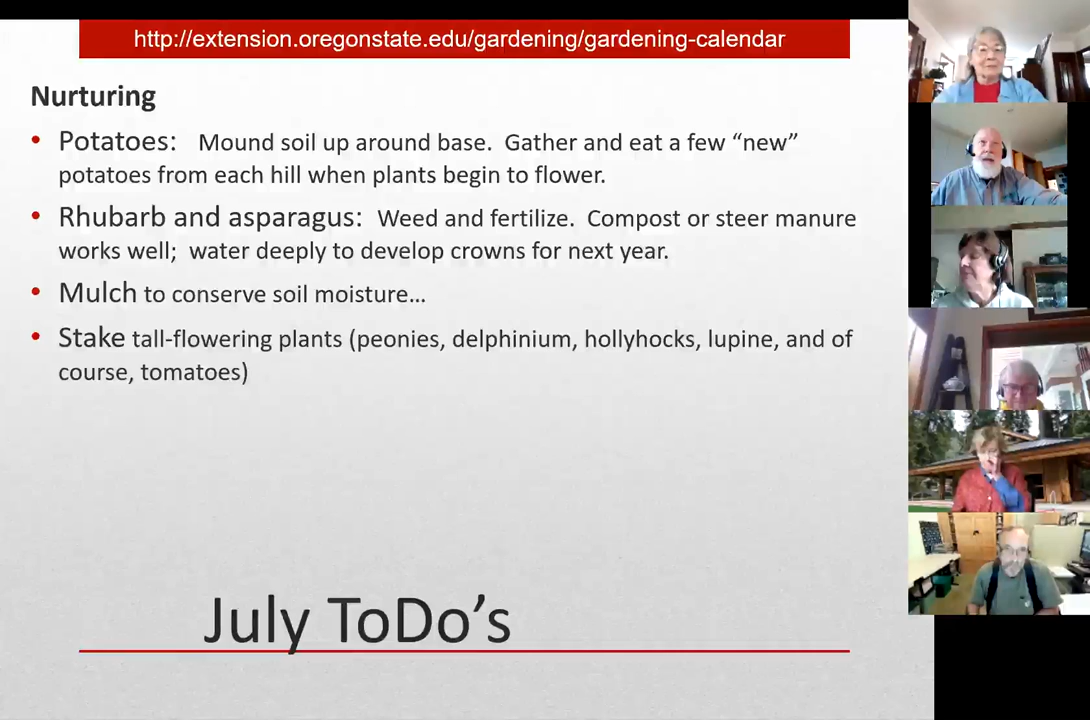 http://extension.oregonstate.edu/gardening/gardening-calendar
Nurturing
• Potatoes: Mound soil up around base. Gather and eat a few “new”
potatoes from each hill when plants begin to flower.
• Rhubarb and asparagus: Weed and fertilize. Compost or steer manure
works well; water deeply to develop crowns for next year.
• Mulch to conserve soil moisture…
• Stake tall-flowering plants (peonies, delphinium, hollyhocks, lupine, and of
course, tomatoes)
July ToDo’s